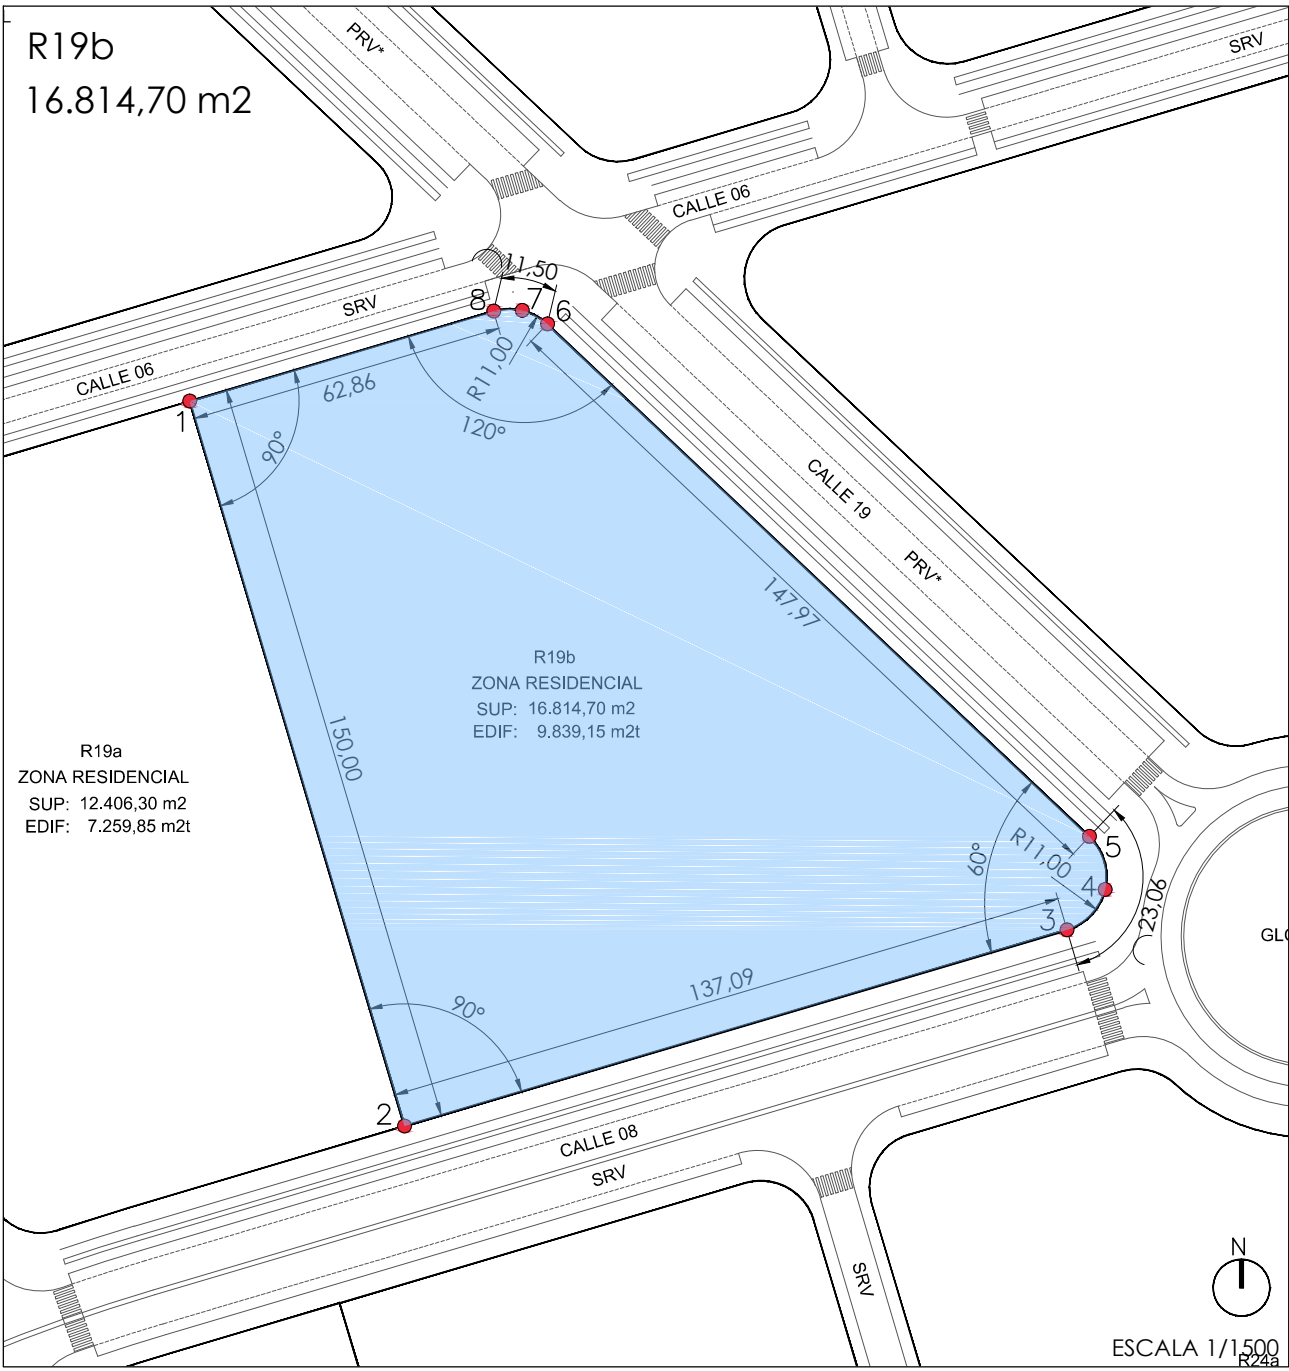 R19b
16.814,70 m2
PRV*
SRV
CALLE 06
11,50
8
7
6
SRV
CALLE 06
62,86
R11,00
120°
1
90°
CALLE 19
PRV*
147,97
R19b
ZONA RESIDENCIAL
SUP: 16.814,70 m2
EDIF: 9.839,15 m2t
150,00
R19a
ZONA RESIDENCIAL
SUP: 12.406,30 m2
EDIF: 7.259,85 m2t
60°
R11,00
5
4
3
23,06
GLO
137,09
90°
2
CALLE 08
SRV
SRV
N
ESCALA 1/1500
R24a